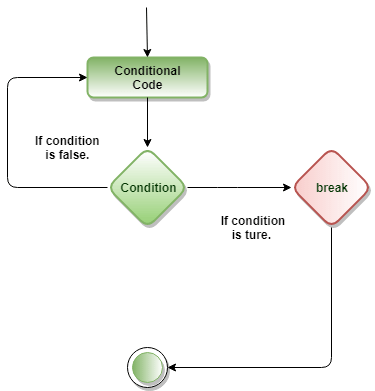 Conditional
Code
If condition
is false.
Condition
break
If condition
is ture.